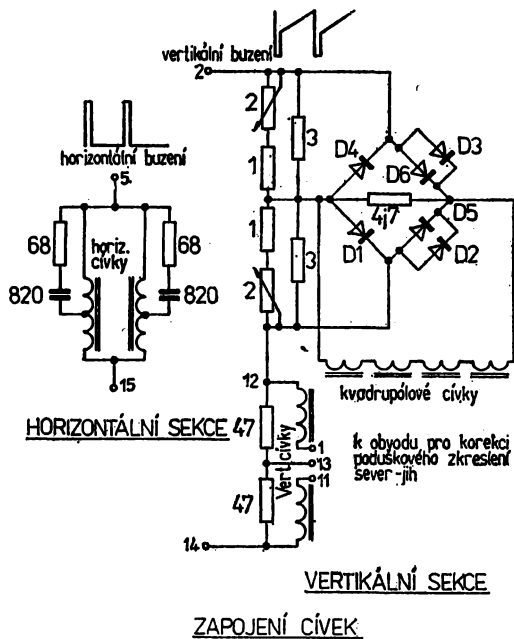 vertikální buzení
2
horizontální buzení
5
68
horiz.
cívky
68
820
820
15
HORIZONTÁLNÍ SEKCE
2
1
3
1
3
2
D4
D3
D6
4j7
D5
D1
D2
kvadrupólové cívky
12
47
Vert.cívky
1
13
11
47
14
k obvodu pro korekci
poduškového zkreslení
sever-jih
VERTIKÁLNÍ SEKCE
ZAPOJENÍ CÍVEK